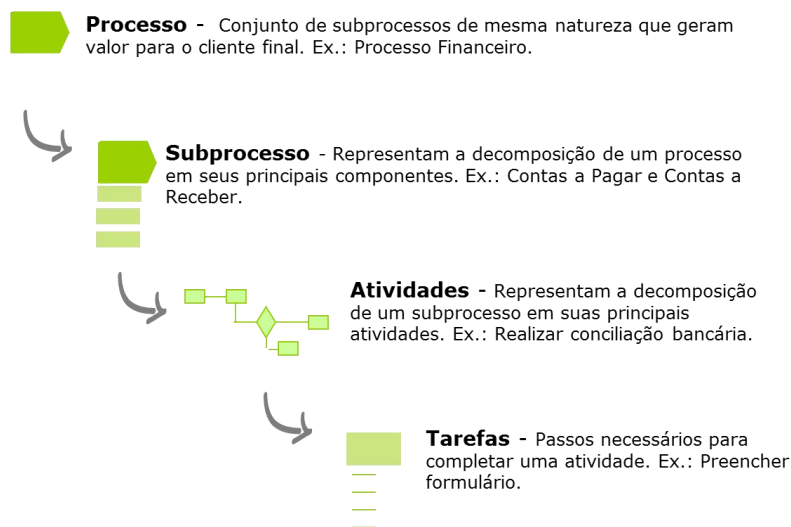 Processo - Conjunto de subprocessos de mesma natureza que geram
valor para o cliente final. Ex.: Processo Financeiro.
Subprocesso - Representam a decomposição de um processo
em seus principais componentes. Ex.: Contas a Pagar e Contas a
Receber.
Atividades - Representam a decomposição
de um subprocesso em suas principais
atividades. Ex.: Realizar conciliação bancária.
Tarefas - Passos necessários para
completar uma atividade. Ex.: Preencher
formulário.